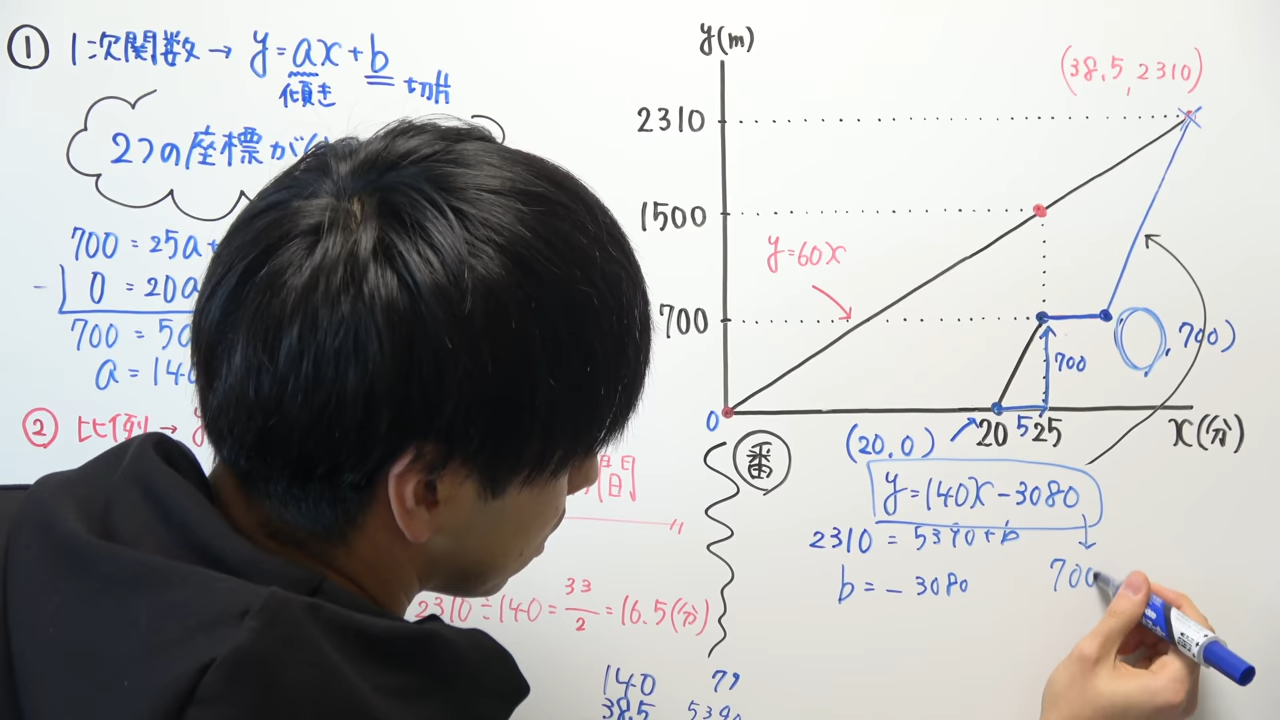 ① 1次関数 → y=ax+b
傾き 切片
2つの座標が
700 = 25a
- 0 = 20a
700 = 5a
a = 140
② 比例 →
2310÷140=33/2=16.5(分)
140
38.5
79
5390
y(m)
(38.5, 2310)
2310
1500
y=60x
700
, 700)
700
0
20 5 25
x(分)
(20, 0)
番
y=140x-3080
2310 = 5390+b
b = -3080
700